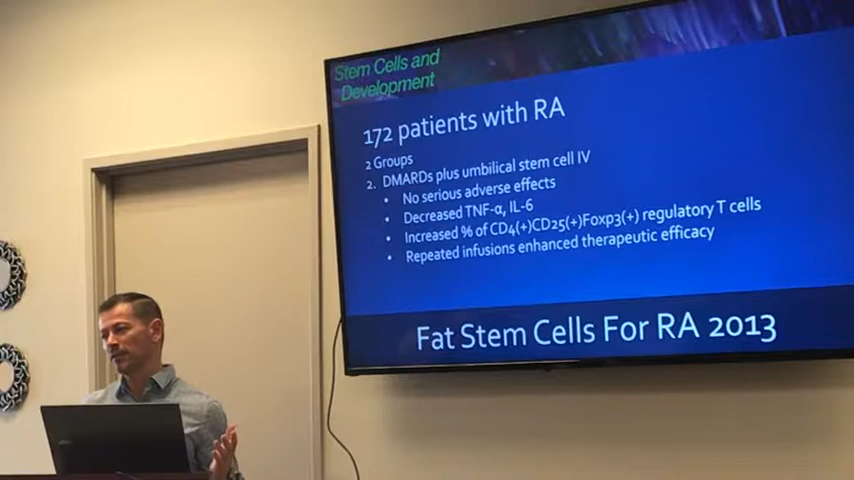 Stem Cells and
Development
172 patients with RA
2 Groups
2. DMARDs plus umbilical stem cell IV
• No serious adverse effects
• Decreased TNF-α, IL-6
• Increased % of CD4(+)CD25(+)Foxp3(+) regulatory T cells
• Repeated infusions enhanced therapeutic efficacy
Fat Stem Cells For RA 2013